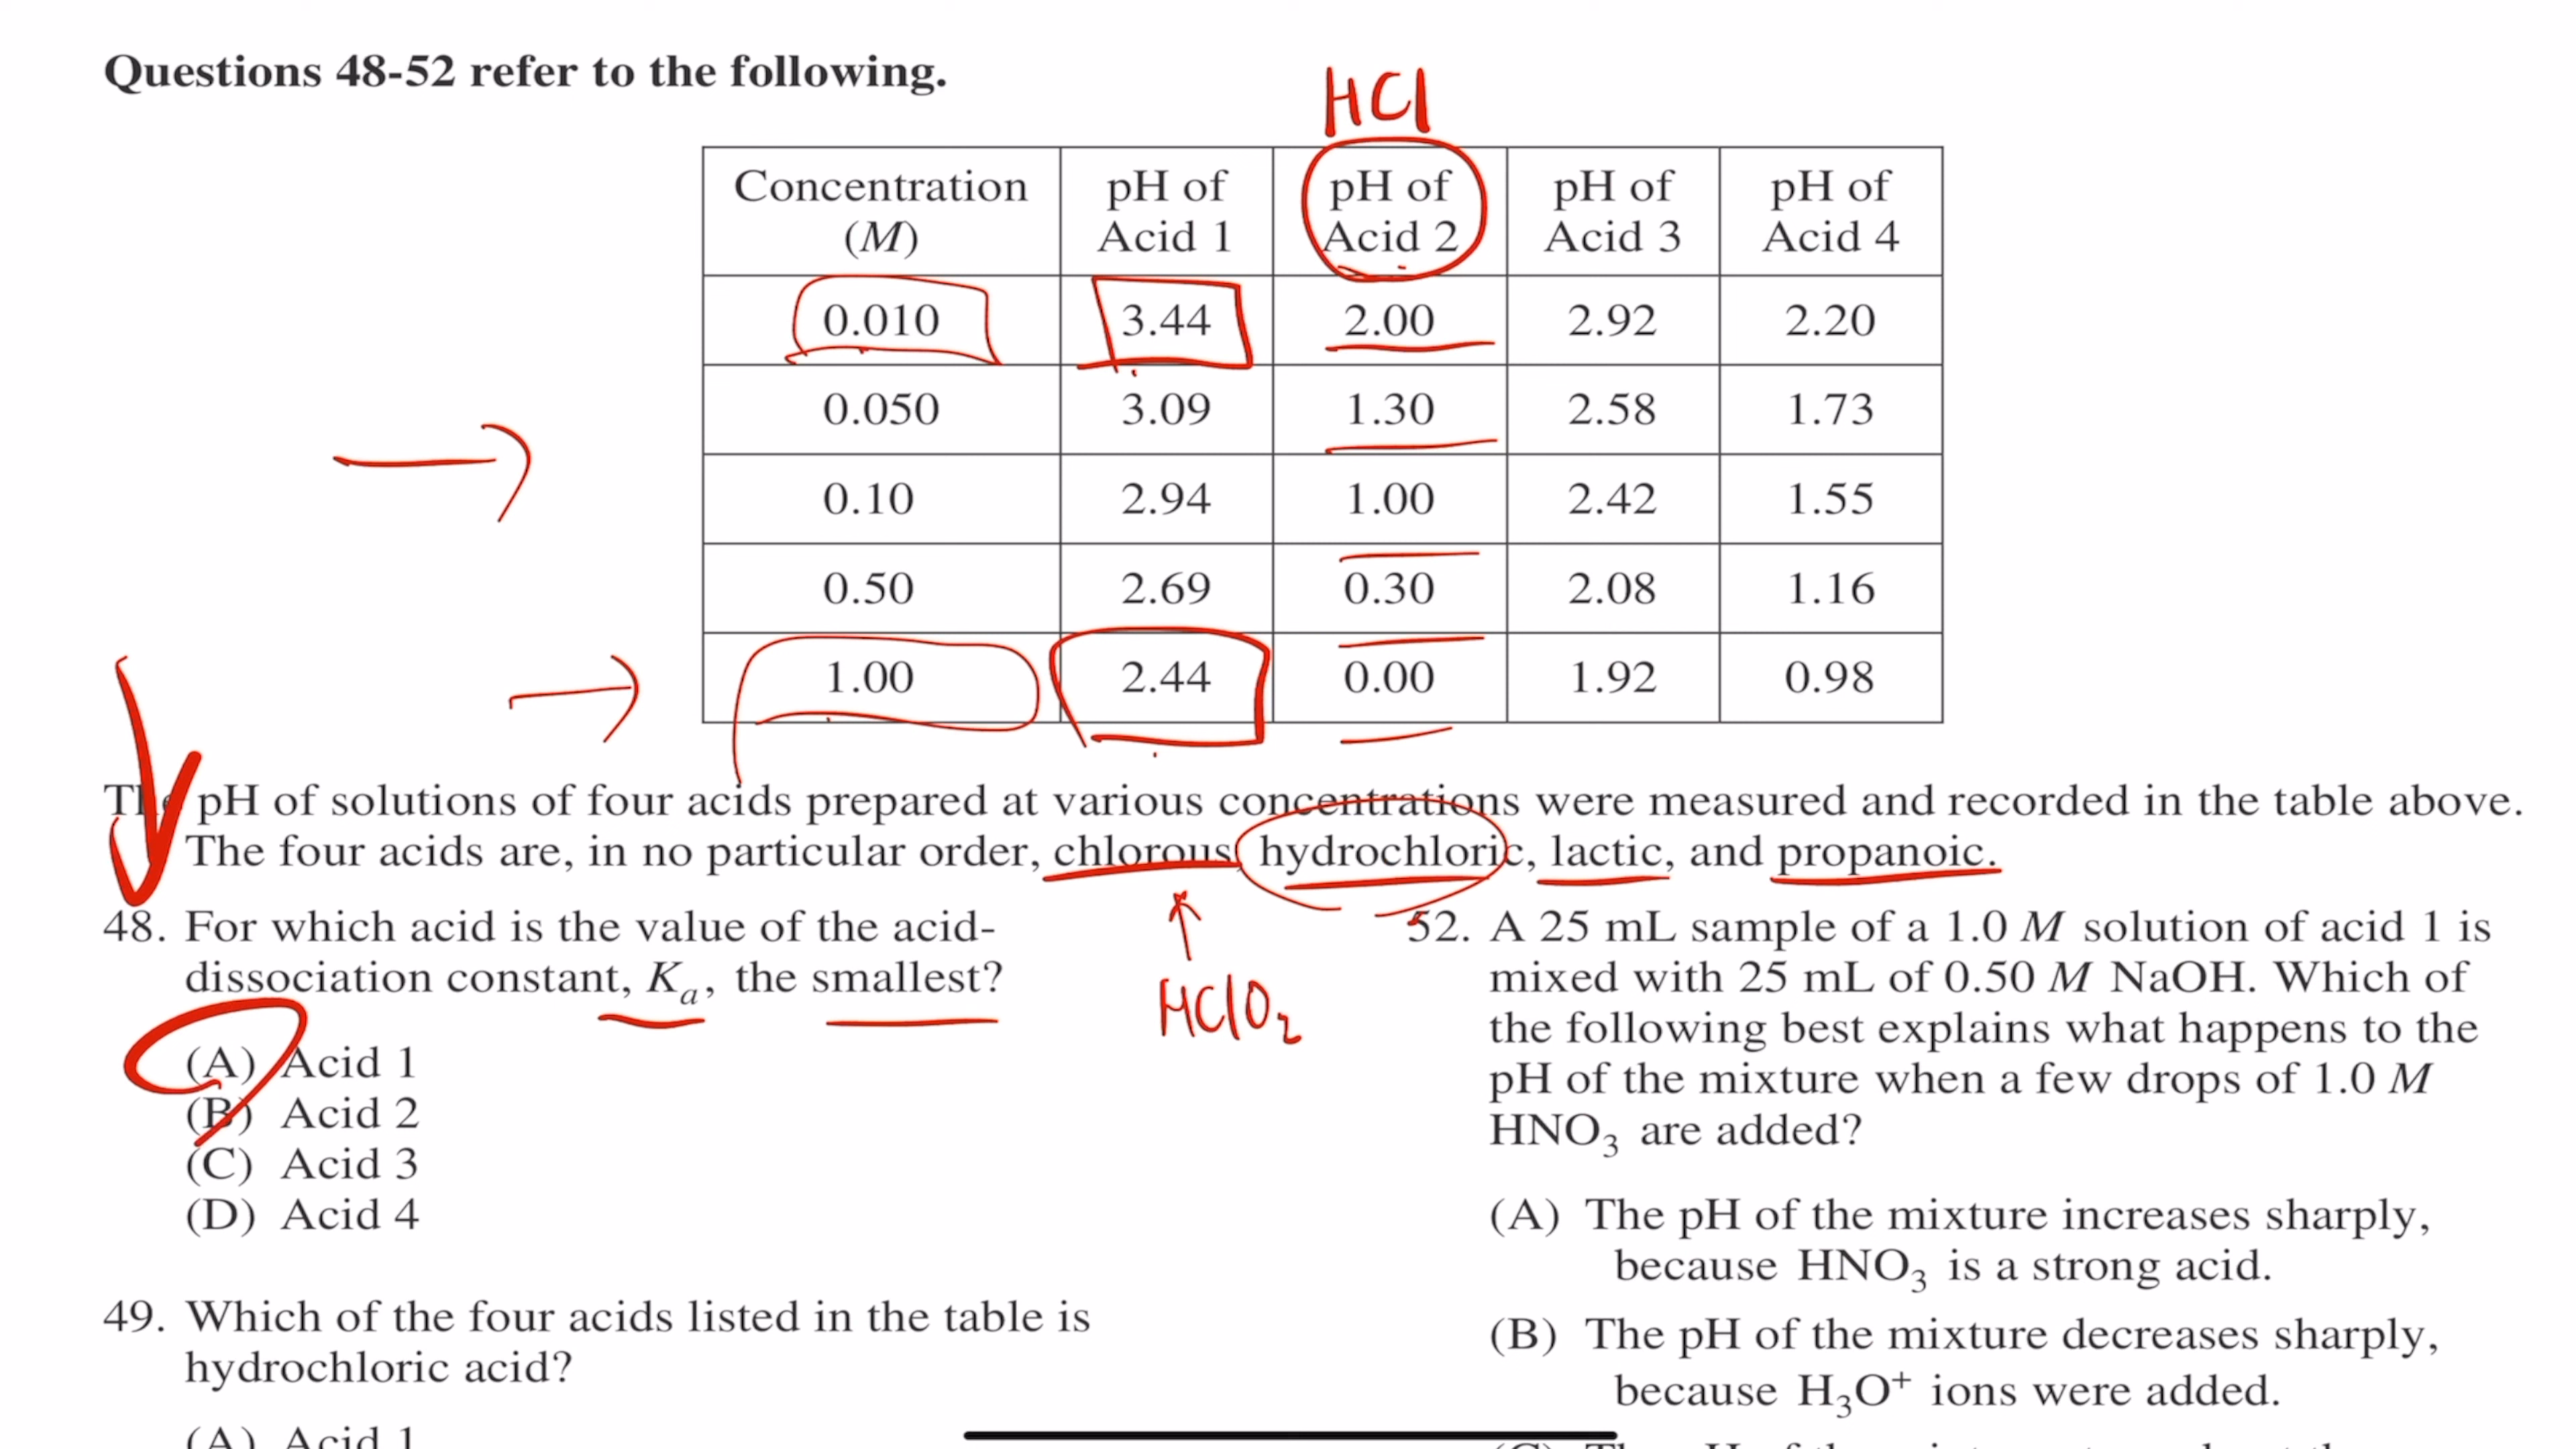 Questions 48-52 refer to the following.
HCl
Concentration (M) pH of Acid 1 pH of Acid 2 pH of Acid 3 pH of Acid 4
0.010 3.44 2.00 2.92 2.20
0.050 3.09 1.30 2.58 1.73
0.10 2.94 1.00 2.42 1.55
0.50 2.69 0.30 2.08 1.16
1.00 2.44 0.00 1.92 0.98
The pH of solutions of four acids prepared at various concentrations were measured and recorded in the table above.
The four acids are, in no particular order, chlorous, hydrochloric, lactic, and propanoic.
HClO₂
48. For which acid is the value of the acid-
dissociation constant, Kₐ, the smallest?
(A) Acid 1
(B) Acid 2
(C) Acid 3
(D) Acid 4
49. Which of the four acids listed in the table is
hydrochloric acid?
(A) Acid 1
52. A 25 mL sample of a 1.0 M solution of acid 1 is
mixed with 25 mL of 0.50 M NaOH. Which of
the following best explains what happens to the
pH of the mixture when a few drops of 1.0 M
HNO₃ are added?
(A) The pH of the mixture increases sharply,
because HNO₃ is a strong acid.
(B) The pH of the mixture decreases sharply,
because H₃O⁺ ions were added.